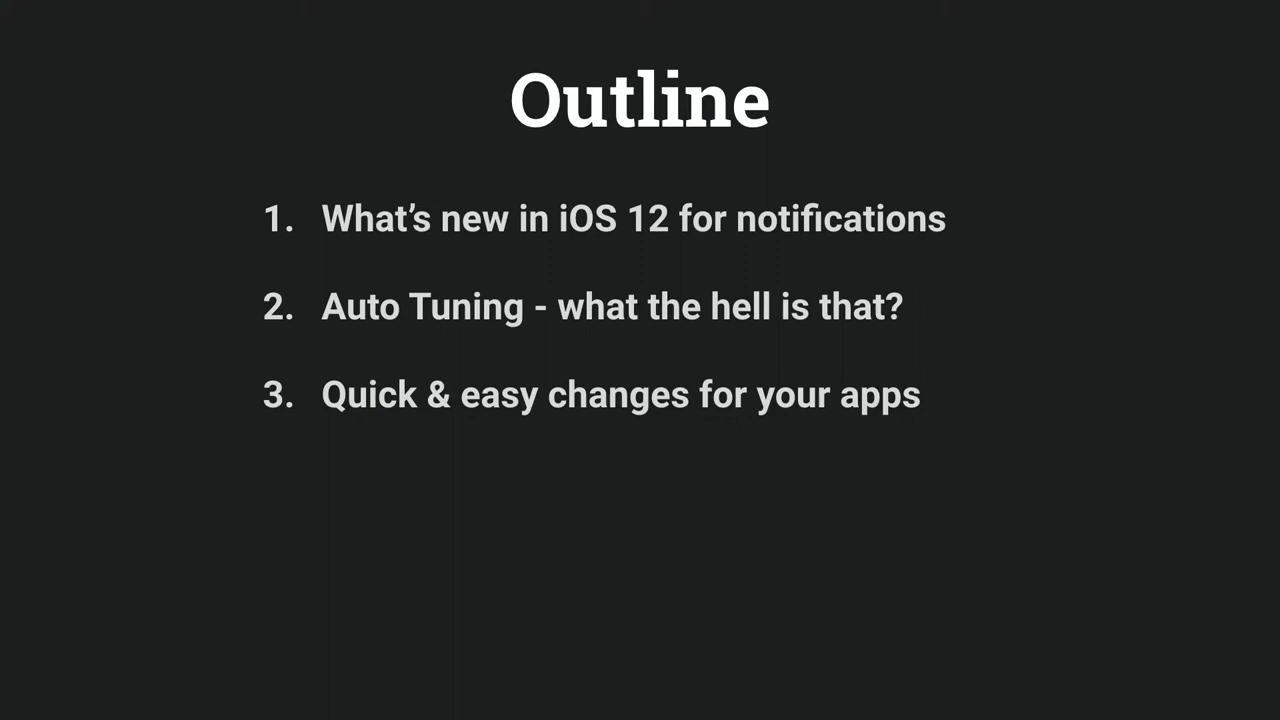 Outline
1. What’s new in iOS 12 for notifications
2. Auto Tuning - what the hell is that?
3. Quick & easy changes for your apps